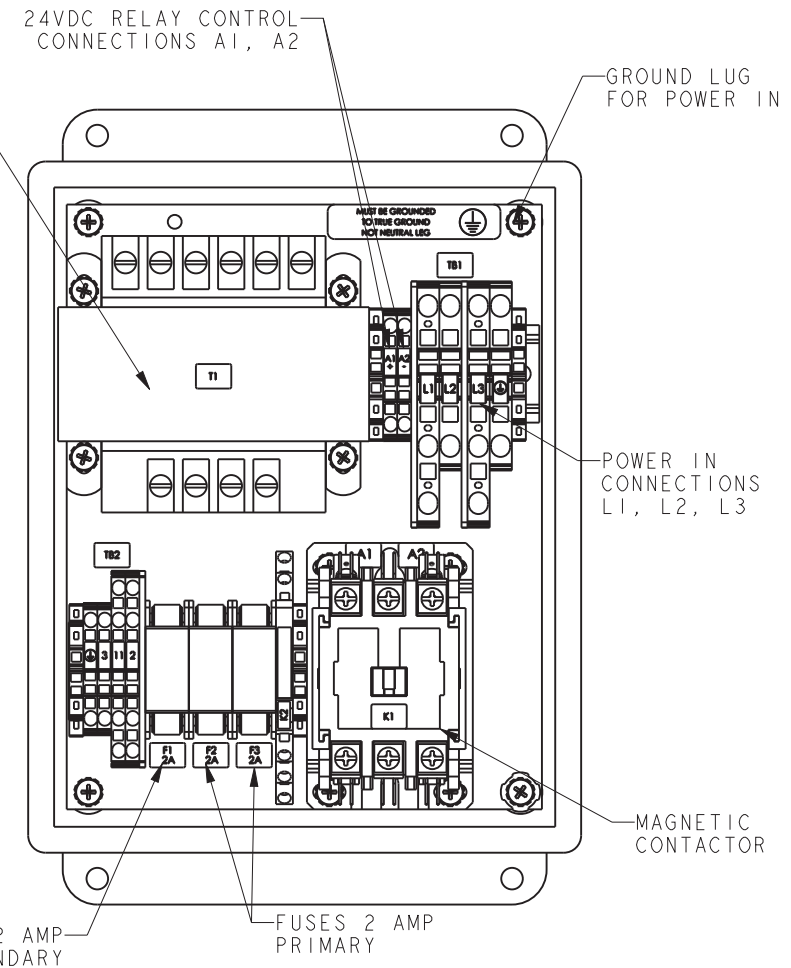 24VDC RELAY CONTROL
CONNECTIONS A1, A2
GROUND LUG
FOR POWER IN
MUST BE GROUNDED
TO TRUE GROUND
NOT NEUTRAL LEG
TB1
T1
A1 A2
+ -
L1 L2 L3
POWER IN
CONNECTIONS
L1, L2, L3
TB2
A1 A2
3 11 2
K2
K1
F1 F2 F3
2A 2A 2A
MAGNETIC
CONTACTOR
2 AMP
NDARY
FUSES 2 AMP
PRIMARY